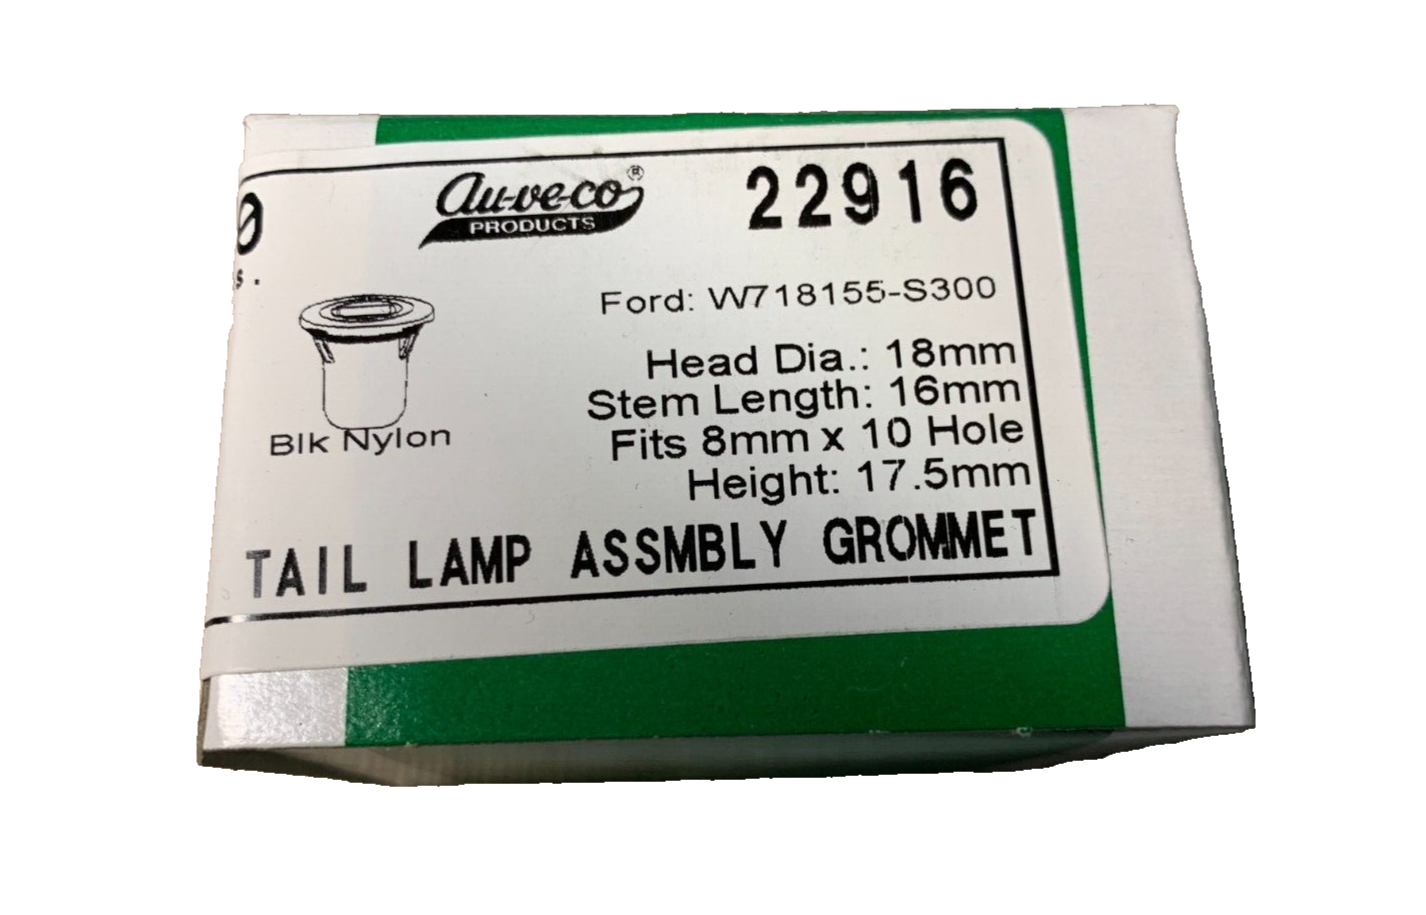 Au-ve-co®
PRODUCTS
22916
Ford: W718155-S300
Head Dia.: 18mm
Stem Length: 16mm
Fits 8mm x 10 Hole
Height: 17.5mm
Blk Nylon
TAIL LAMP ASSMBLY GROMMET